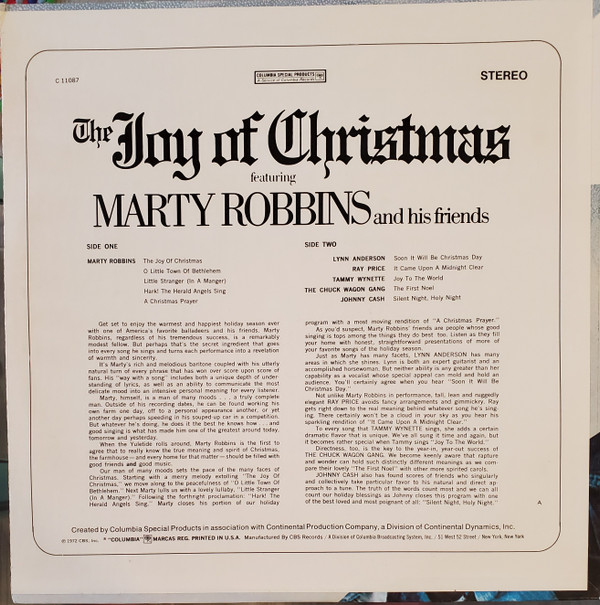 C 11087
COLUMBIA SPECIAL PRODUCTS
A Service of Columbia Records
STEREO
The Joy of Christmas
featuring
MARTY ROBBINS and his friends
SIDE ONE
MARTY ROBBINS The Joy Of Christmas
O Little Town Of Bethlehem
Little Stranger (In A Manger)
Hark! The Herald Angels Sing
A Christmas Prayer
SIDE TWO
LYNN ANDERSON Soon It Will Be Christmas Day
RAY PRICE It Came Upon A Midnight Clear
TAMMY WYNETTE Joy To The World
THE CHUCK WAGON GANG The First Noel
JOHNNY CASH Silent Night, Holy Night
Get set to enjoy the warmest and happiest holiday season ever
with one of America's favorite balladeers and his friends. Marty
Robbins, regardless of his tremendous success, is a remarkably
modest fellow. But perhaps that's the secret ingredient that goes
into every song he sings and turns each performance into a revelation
of warmth and sincerity.
It's Marty's rich and melodious baritone coupled with his utterly
natural turn of every phrase that has won over score upon score of
fans. His "way with a song" includes both a unique depth of under-
standing of lyrics, as well as an ability to communicate the most
delicate mood into an intensive personal meaning for every listener.
Marty, himself, is a man of many moods . . . a truly complete
man. Outside of his recording dates, he can be found working his
own farm one day, off to a personal appearance another, or yet
another day perhaps speeding in his souped up car in a competition.
But whatever he's doing, he does it the best he knows how . . . and
good singing is what has made him one of the greatest around today,
tomorrow and yesterday.
When the Yuletide rolls around, Marty Robbins is the first to
agree that to really know the true meaning and spirit of Christmas,
the farmhouse—and every home for that matter—should be filled with
good friends and good music.
Our man of many moods sets the pace of the many faces of
Christmas. Starting with a merry melody extolling "The Joy Of
Christmas," we move along to the peacefulness of "O Little Town Of
Bethlehem." Next Marty lulls us with a lovely lullaby, "Little Stranger
(In A Manger)." Following the forthright proclamation: "Hark! The
Herald Angels Sing," Marty closes his portion of our holiday
program with a most moving rendition of "A Christmas Prayer."
As you'd suspect, Marty Robbins' friends are people whose good
singing is tops among the things they do best too. Listen as they fill
your home with honest, straightforward presentations of more of
your favorite songs of the holiday season.
Just as Marty has many facets, LYNN ANDERSON has many
areas in which she shines. Lynn is both an expert guitarist and an
accomplished horsewoman. But neither ability is any greater than her
capability as a vocalist whose special appeal can mold and hold an
audience. You'll certainly agree when you hear "Soon It Will Be
Christmas Day."
Not unlike Marty Robbins in performance, tall, lean and raggedly
elegant RAY PRICE avoids fancy arrangements and gimmickry. Ray
gets right down to the real meaning behind whatever song he's sing-
ing. There certainly won't be a cloud in your sky as you hear his
sparkling rendition of "It Came Upon A Midnight Clear."
To every song that TAMMY WYNETTE sings, she adds a certain
dramatic flavor that is unique. We've all sung it time and again, but
it becomes rather special when Tammy sings "Joy To The World."
Directness, too, is the key to the year-in, year-out success of
THE CHUCK WAGON GANG. We become keenly aware that rapture
and wonder can hold such distinctly different meanings as we com-
pare their lovely "The First Noel" with other more spirited carols.
JOHNNY CASH also has found scores of friends who singularly
and collectively take particular favor to his natural and direct ap-
proach to a tune. The truth of the words count most and we can all
count our holiday blessings as Johnny closes this program with one
of the best loved and most poignant of all: "Silent Night, Holy Night."
A
Created by Columbia Special Products in association with Continental Production Company, a Division of Continental Dynamics, Inc.
© 1972 CBS, Inc. ® "COLUMBIA" MARCAS REG. PRINTED IN U.S.A. Manufactured By CBS Records / A Division of Columbia Broadcasting System, Inc. / 51 West 52 Street / New York, New York